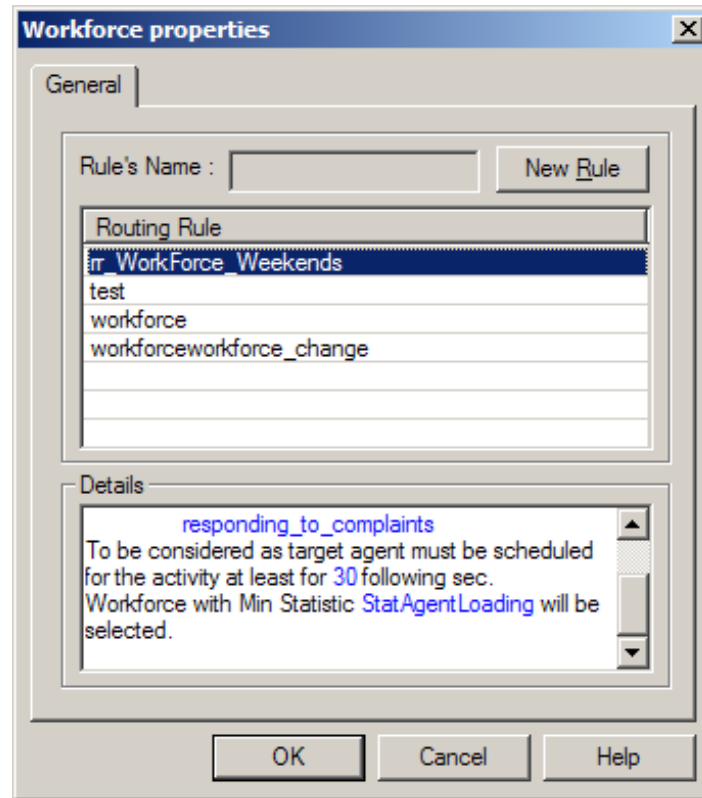 Workforce properties
General
Rule's Name :
New Rule
Routing Rule
rr_WorkForce_Weekends
test
workforce
workforceworkforce_change
Details
responding_to_complaints
To be considered as target agent must be scheduled
for the activity at least for 30 following sec.
Workforce with Min Statistic StatAgentLoading will be
selected.
OK
Cancel
Help